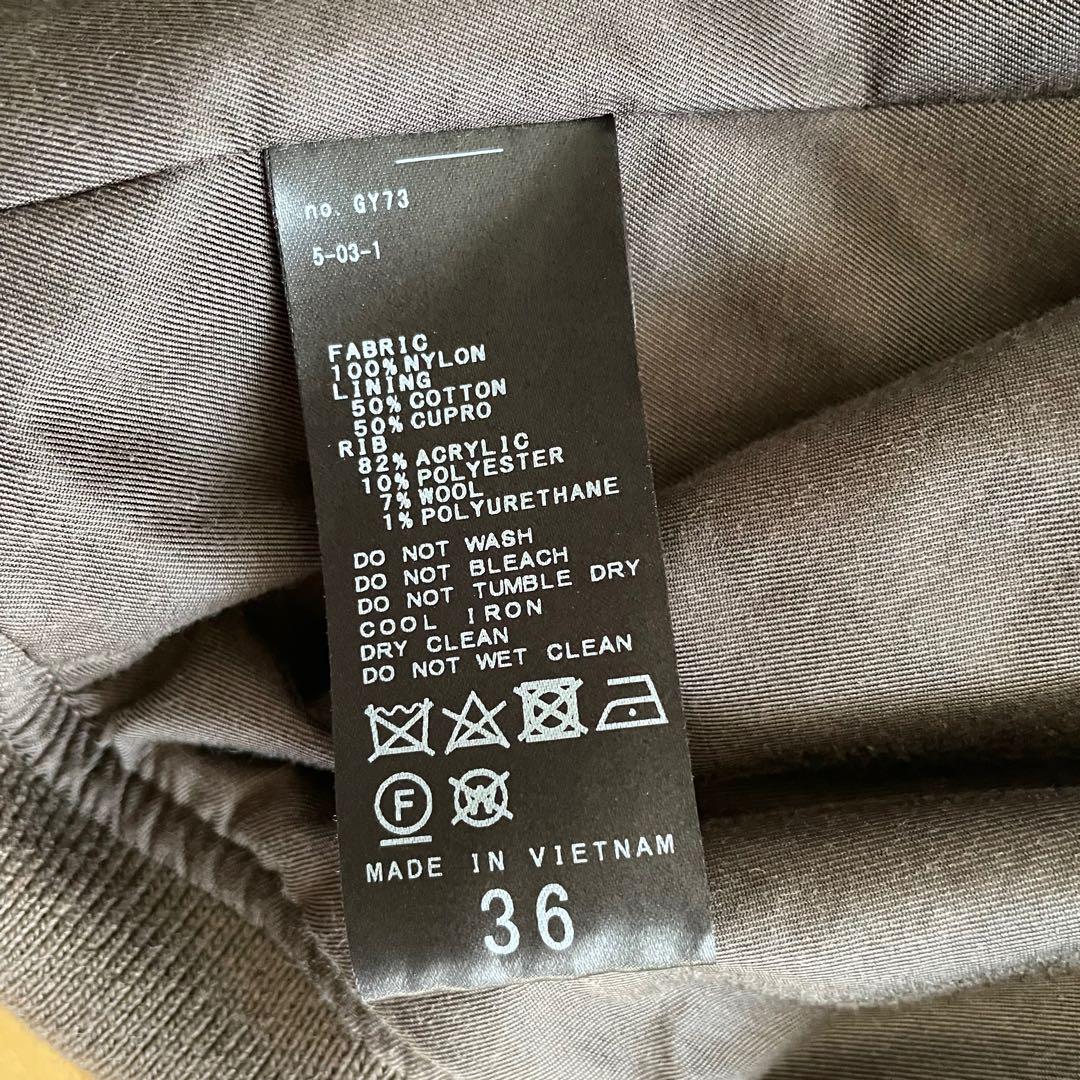 no. GY73
5-03-1
FABRIC
100% NYLON
LINING
50% COTTON
50% CUPRO
RIB
82% ACRYLIC
10% POLYESTER
7% WOOL
1% POLYURETHANE
DO NOT WASH
DO NOT BLEACH
DO NOT TUMBLE DRY
COOL IRON
DRY CLEAN
DO NOT WET CLEAN
F W
MADE IN VIETNAM
36